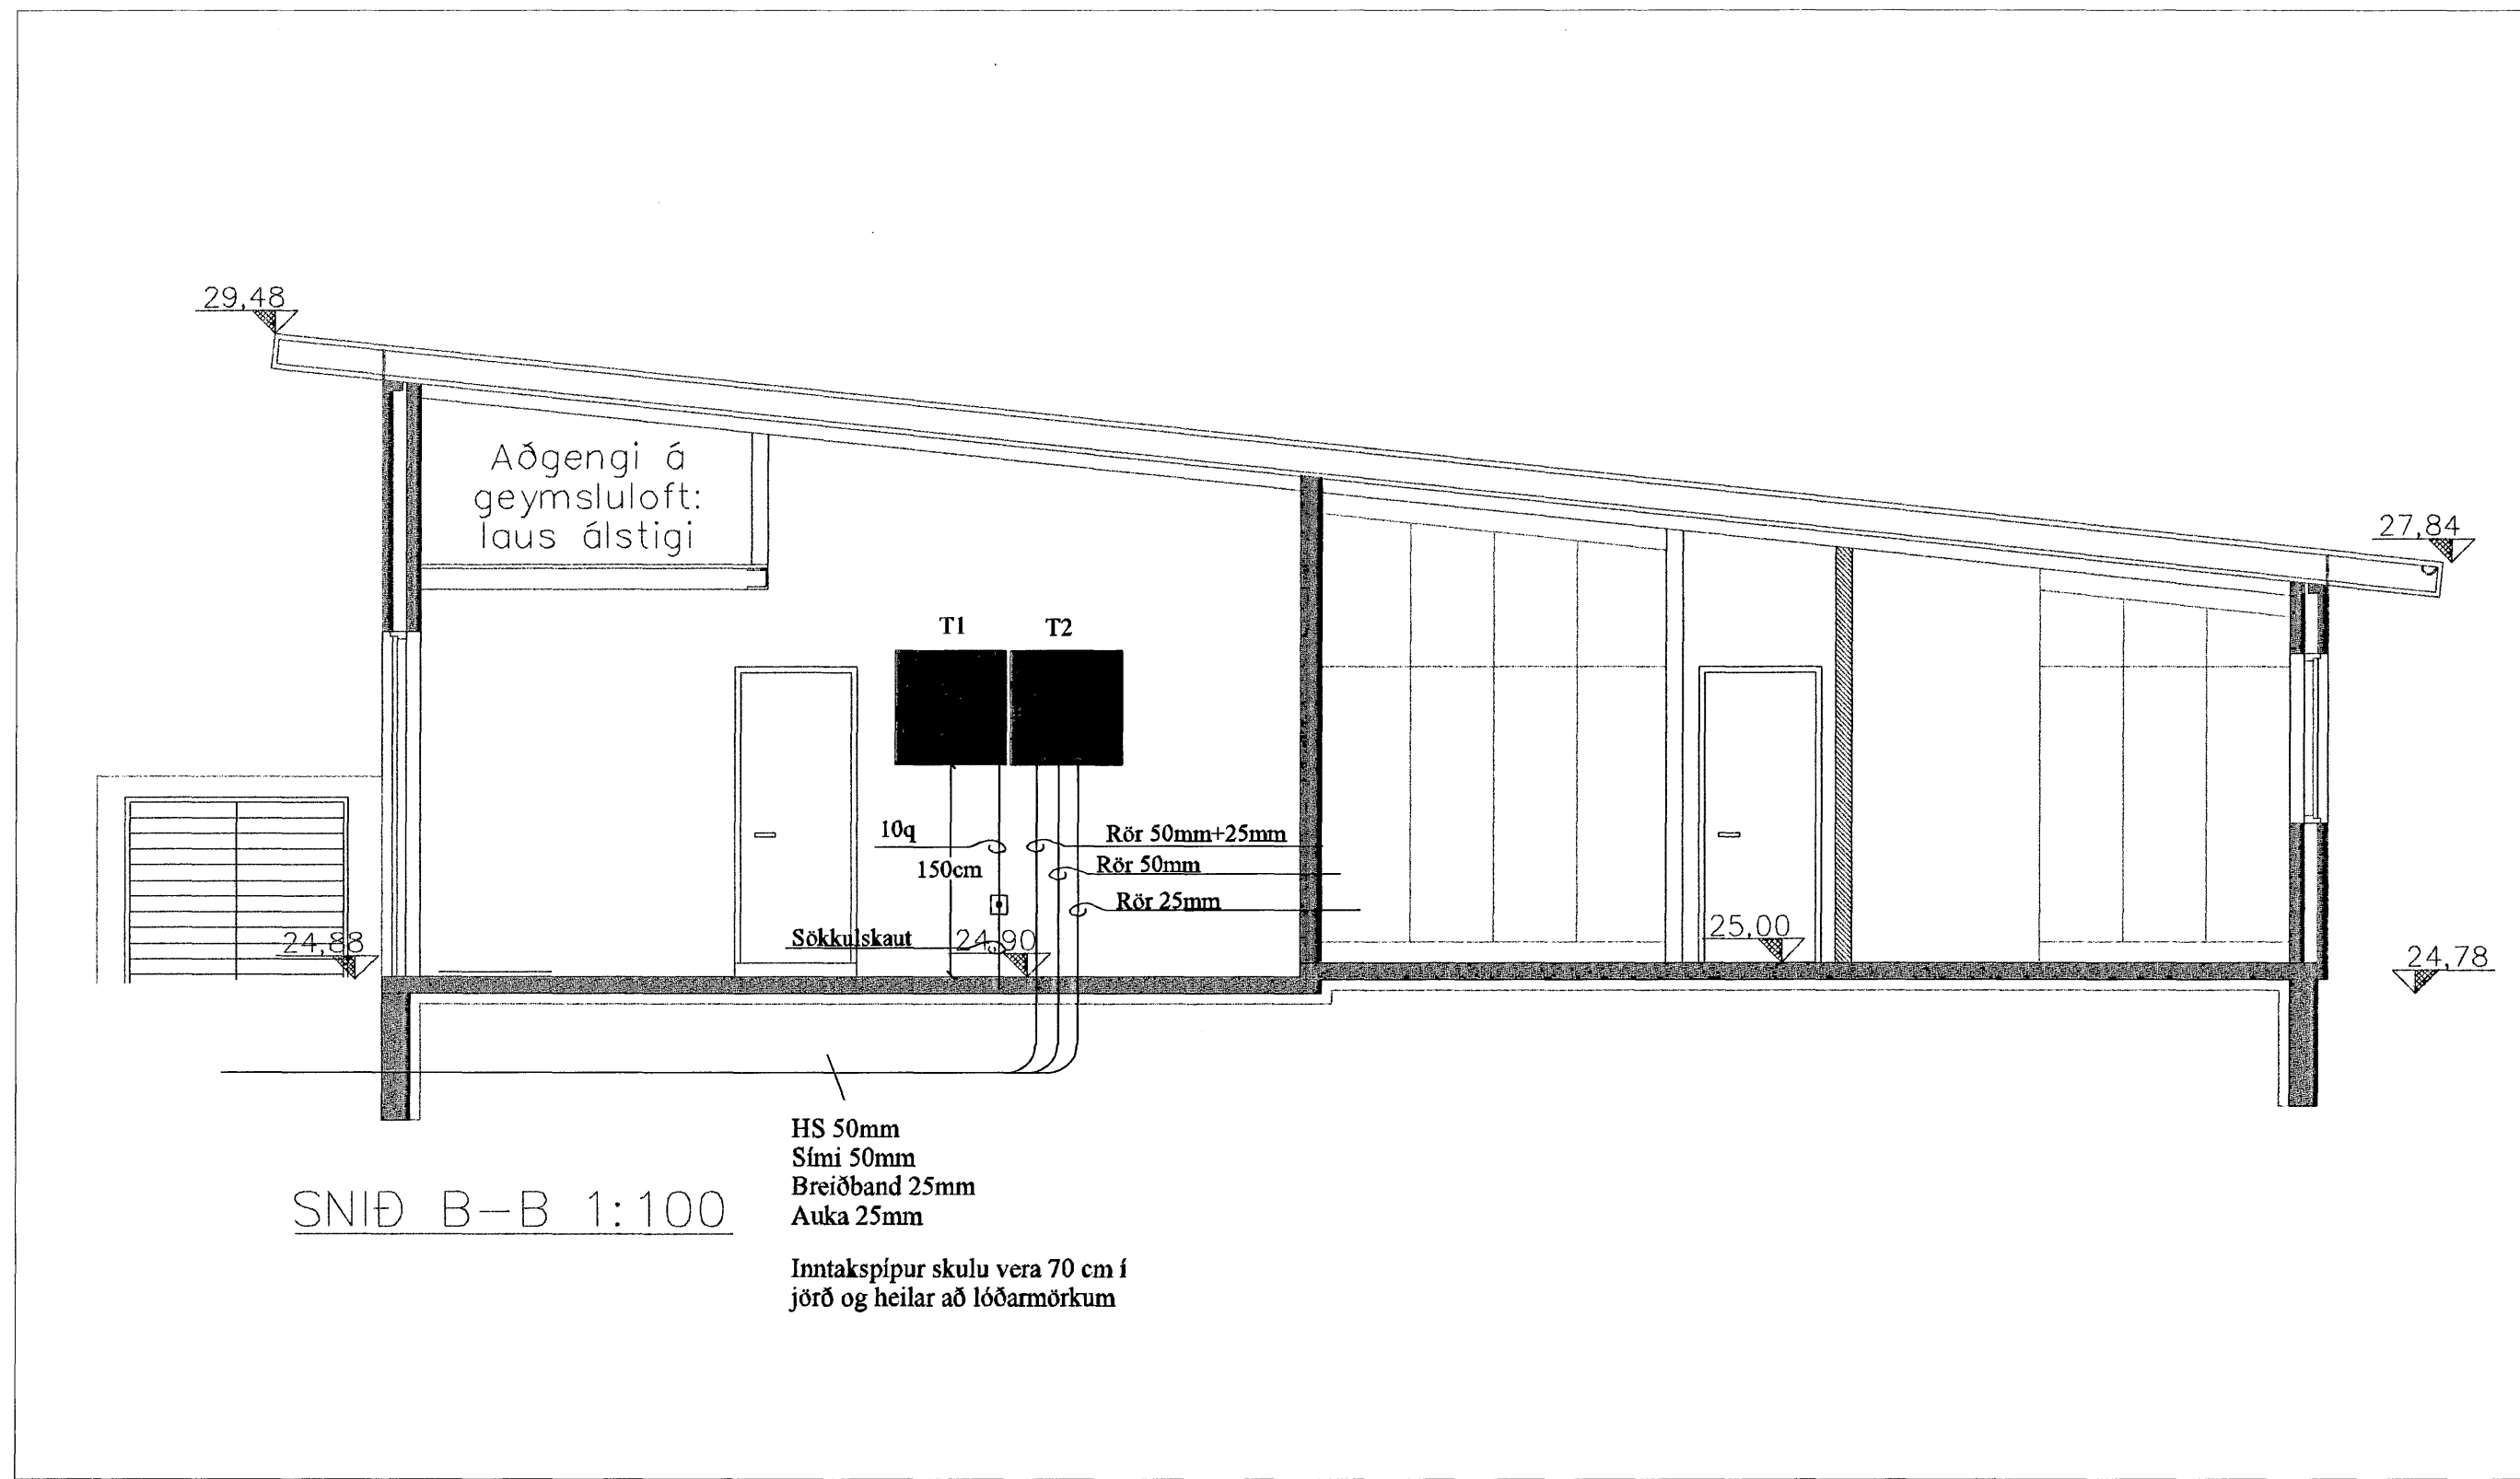 29,48
Aðgengi á
geymsluloft:
laus álstigi
27,84
T1
T2
10q
Rör 50mm+25mm
150cm
Rör 50mm
Rör 25mm
25,00
24,88
Sökkulskaut
24,90
24,78
HS 50mm
Sími 50mm
Breiðband 25mm
Auka 25mm
SNIÐ B-B 1:100
Inntakspípur skulu vera 70 cm í
jörð og heilar að lóðarmörkum